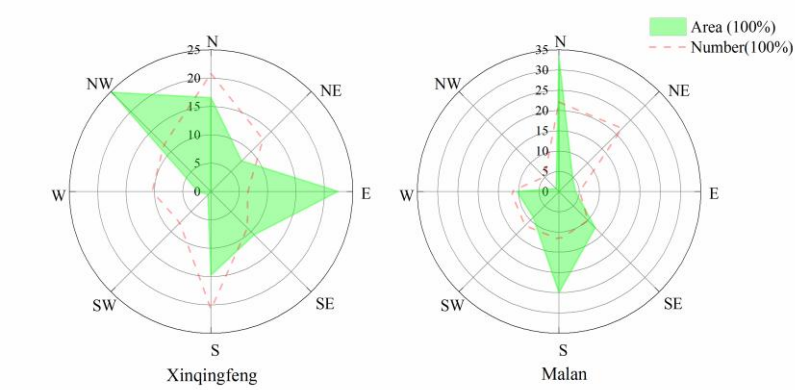 Area (100%)
Number(100%)
N
NE
E
SE
S
SW
W
NW
25
20
15
10
5
0
Xinqingfeng
N
NE
E
SE
S
SW
W
NW
35
30
25
20
15
10
5
0
Malan